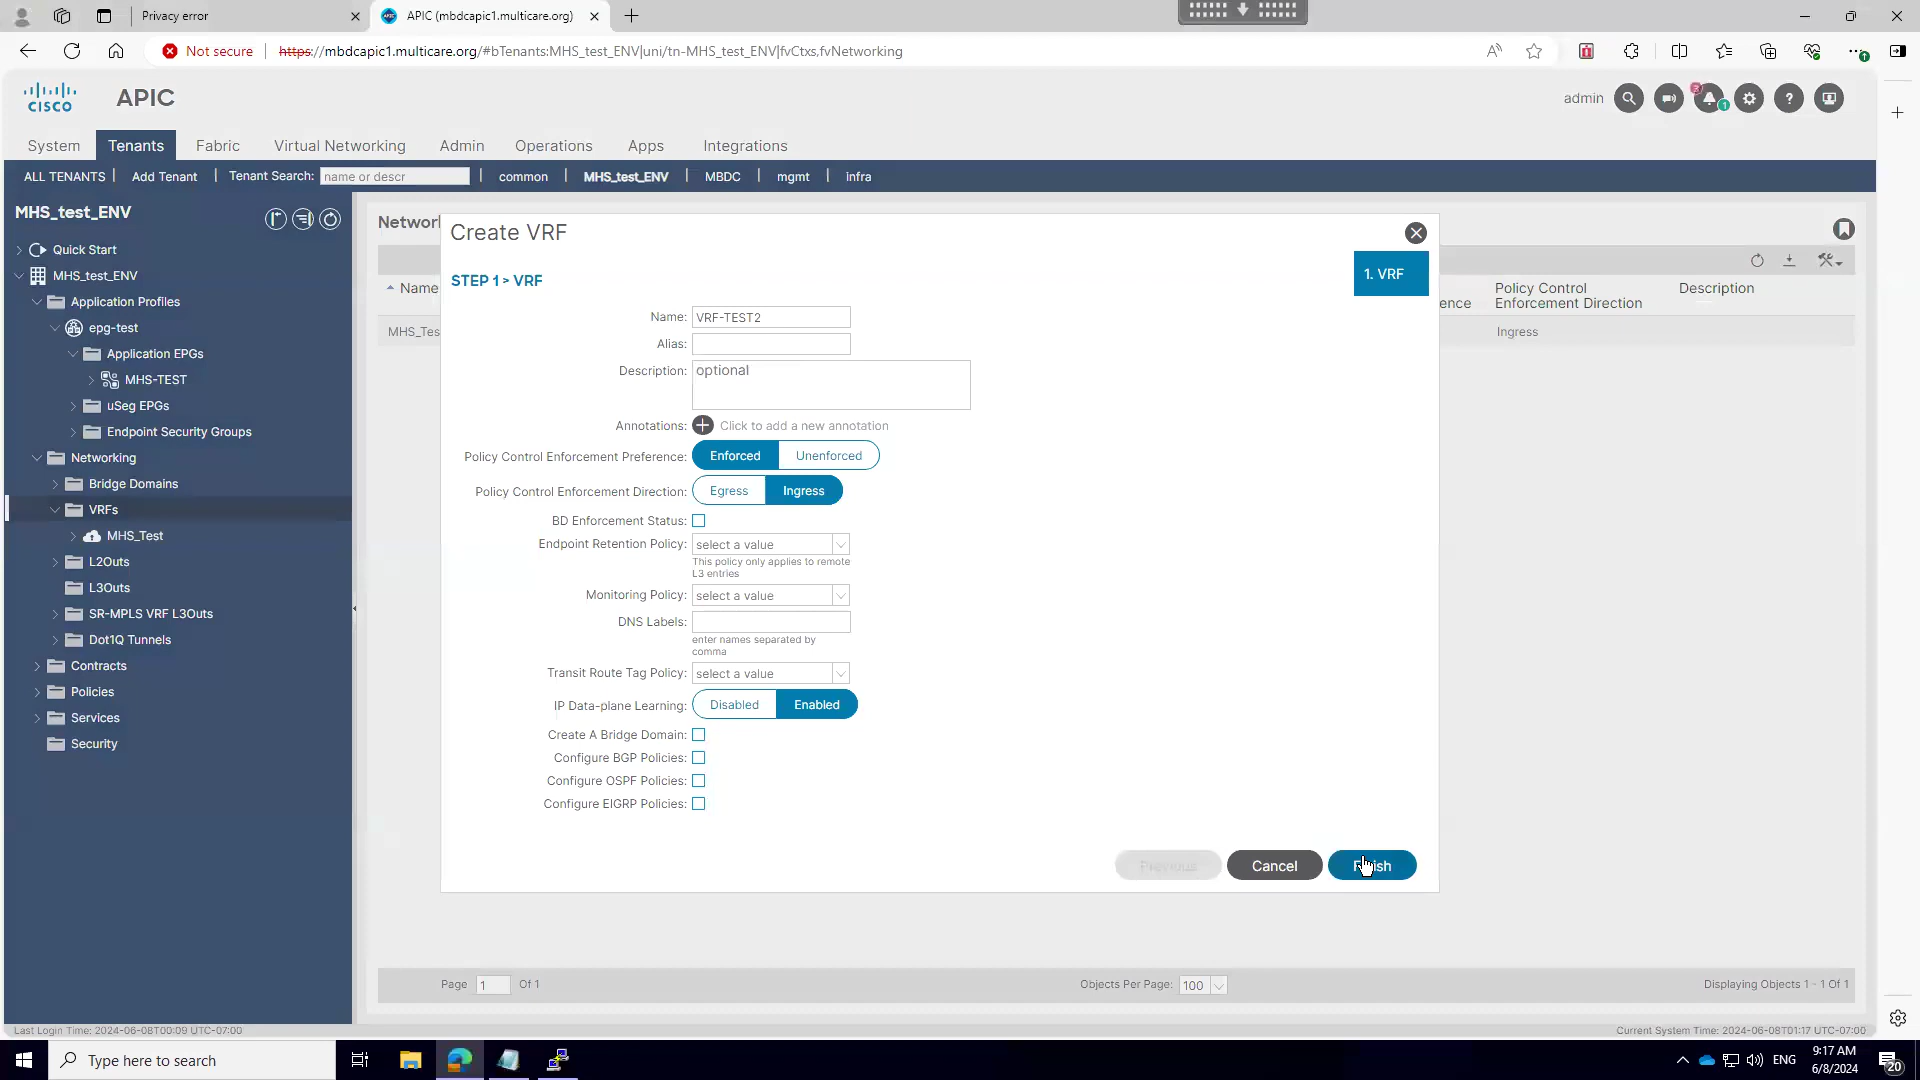 Privacy error
APIC (mbdcapic1.multicare.org)
Not secure
https://mbdcapic1.multicare.org/#bTenants:MHS_test_ENV|uni/tn-MHS_test_ENV|fvCtxs,fvNetworking
CISCO
APIC
admin
3
1
System
Tenants
Fabric
Virtual Networking
Admin
Operations
Apps
Integrations
ALL TENANTS
Add Tenant
Tenant Search:
name or descr
common
MHS_test_ENV
MBDC
mgmt
infra
MHS_test_ENV
Quick Start
MHS_test_ENV
Application Profiles
epg-test
Application EPGs
MHS-TEST
uSeg EPGs
Endpoint Security Groups
Networking
Bridge Domains
VRFs
MHS_Test
L2Outs
L3Outs
SR-MPLS VRF L3Outs
Dot1Q Tunnels
Contracts
Policies
Services
Security
Networ
Name
MHS_Tes
ence
Policy Control
Enforcement Direction
Description
Ingress
Create VRF
STEP 1 > VRF
1. VRF
Name: VRF-TEST2
Alias:
Description: optional
Annotations: Click to add a new annotation
Policy Control Enforcement Preference: Enforced Unenforced
Policy Control Enforcement Direction: Egress Ingress
BD Enforcement Status:
Endpoint Retention Policy: select a value
This policy only applies to remote
L3 entries
Monitoring Policy: select a value
DNS Labels:
enter names separated by
comma
Transit Route Tag Policy: select a value
IP Data-plane Learning: Disabled Enabled
Create A Bridge Domain:
Configure BGP Policies:
Configure OSPF Policies:
Configure EIGRP Policies:
Previous
Cancel
Finish
Page 1 Of 1
Objects Per Page: 100
Displaying Objects 1 - 1 Of 1
Last Login Time: 2024-06-08T00:09 UTC-07:00
Current System Time: 2024-06-08T01:17 UTC-07:00
Type here to search
ENG
9:17 AM
6/8/2024
20